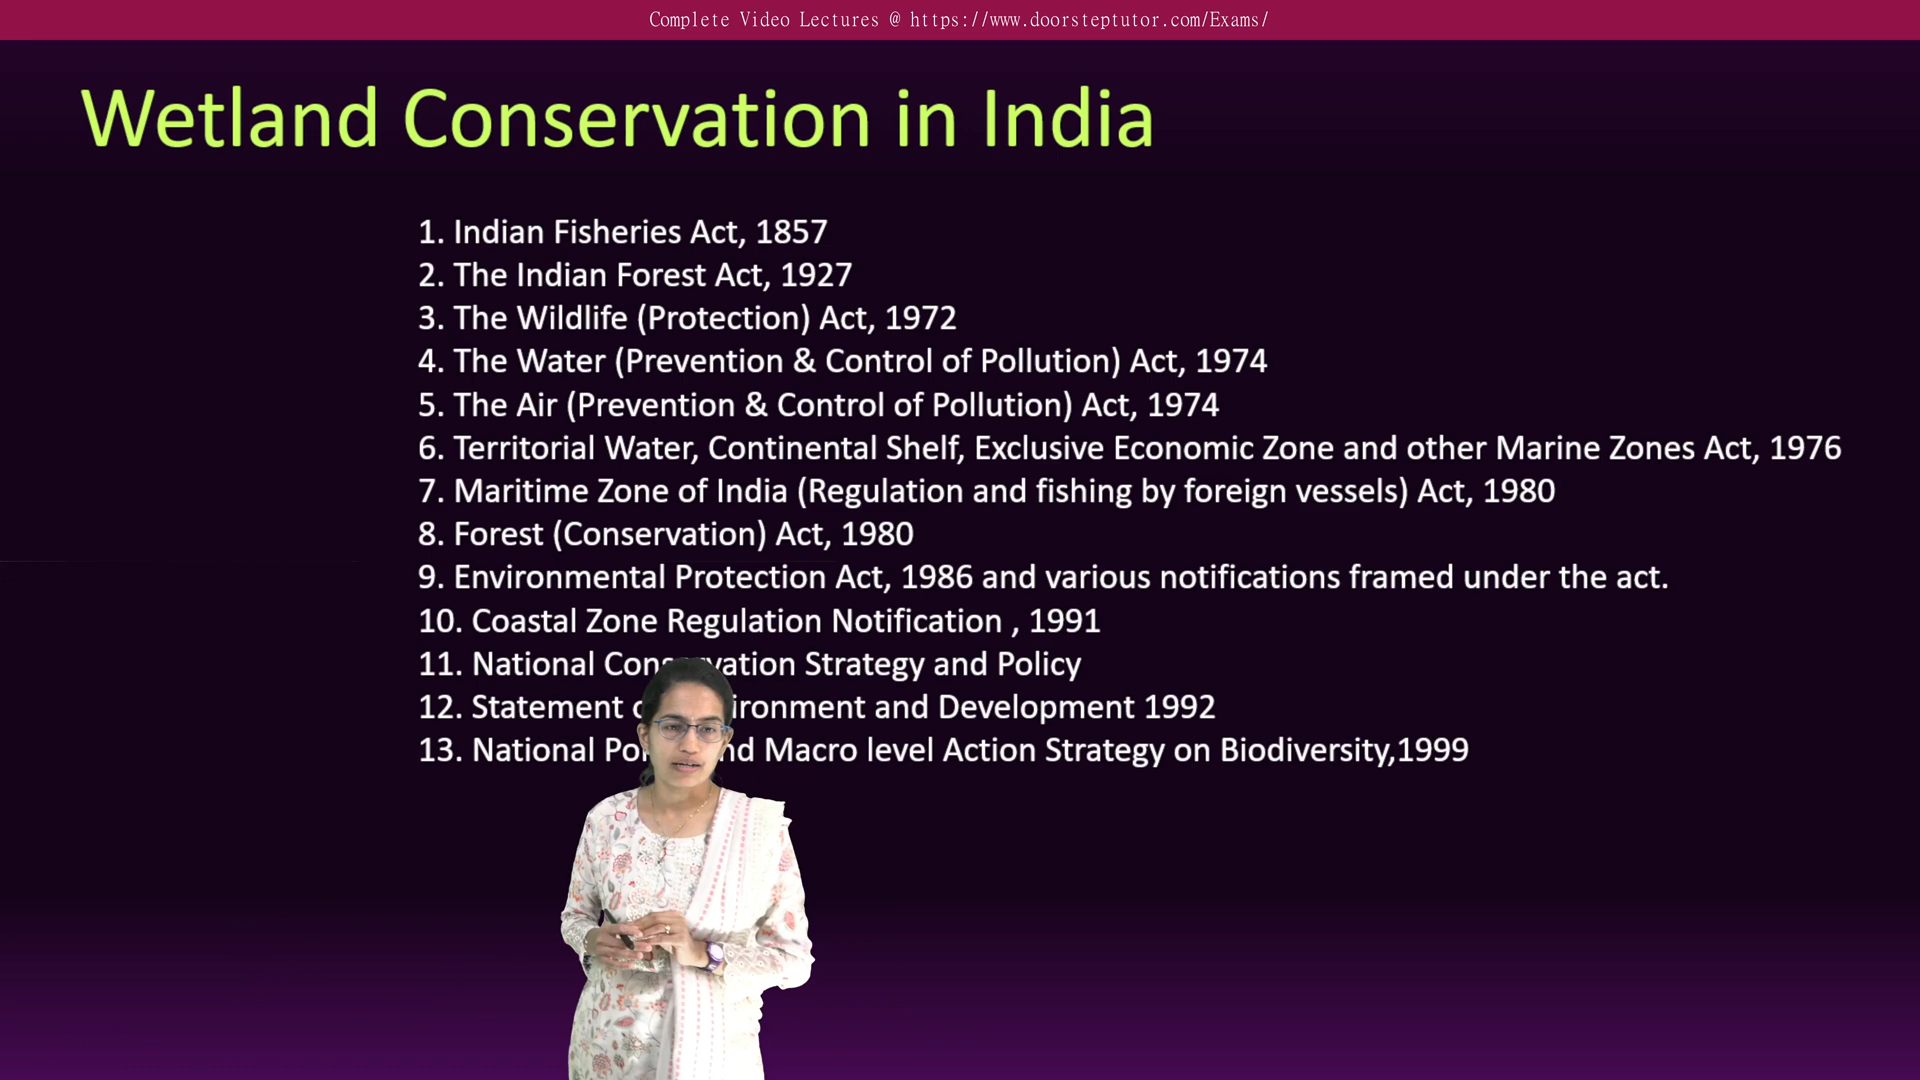 Complete Video Lectures @ https://www.doorsteptutor.com/Exams/
Wetland Conservation in India
1. Indian Fisheries Act, 1857
2. The Indian Forest Act, 1927
3. The Wildlife (Protection) Act, 1972
4. The Water (Prevention & Control of Pollution) Act, 1974
5. The Air (Prevention & Control of Pollution) Act, 1974
6. Territorial Water, Continental Shelf, Exclusive Economic Zone and other Marine Zones Act, 1976
7. Maritime Zone of India (Regulation and fishing by foreign vessels) Act, 1980
8. Forest (Conservation) Act, 1980
9. Environmental Protection Act, 1986 and various notifications framed under the act.
10. Coastal Zone Regulation Notification , 1991
11. National Conservation Strategy and Policy
12. Statement and Development 1992
13. National Macro level Action Strategy on Biodiversity,1999